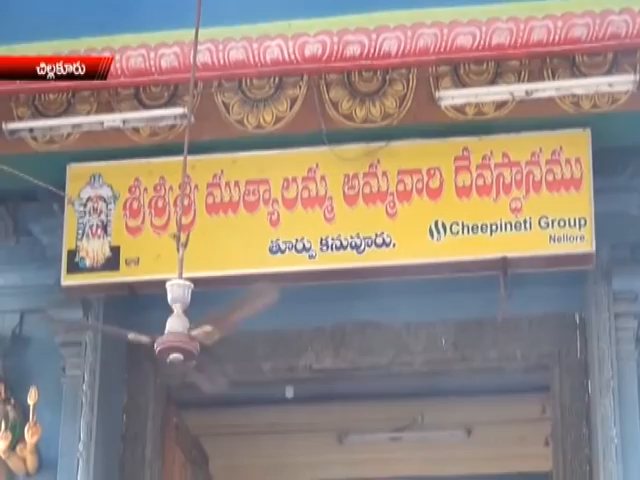 చిల్లకూరు
శ్రీశ్రీశ్రీ ముత్యాలమ్మ అమ్మవారి దేవస్థానము
తూర్పు కనుపూరు.
Cheepineti Group
Nellore